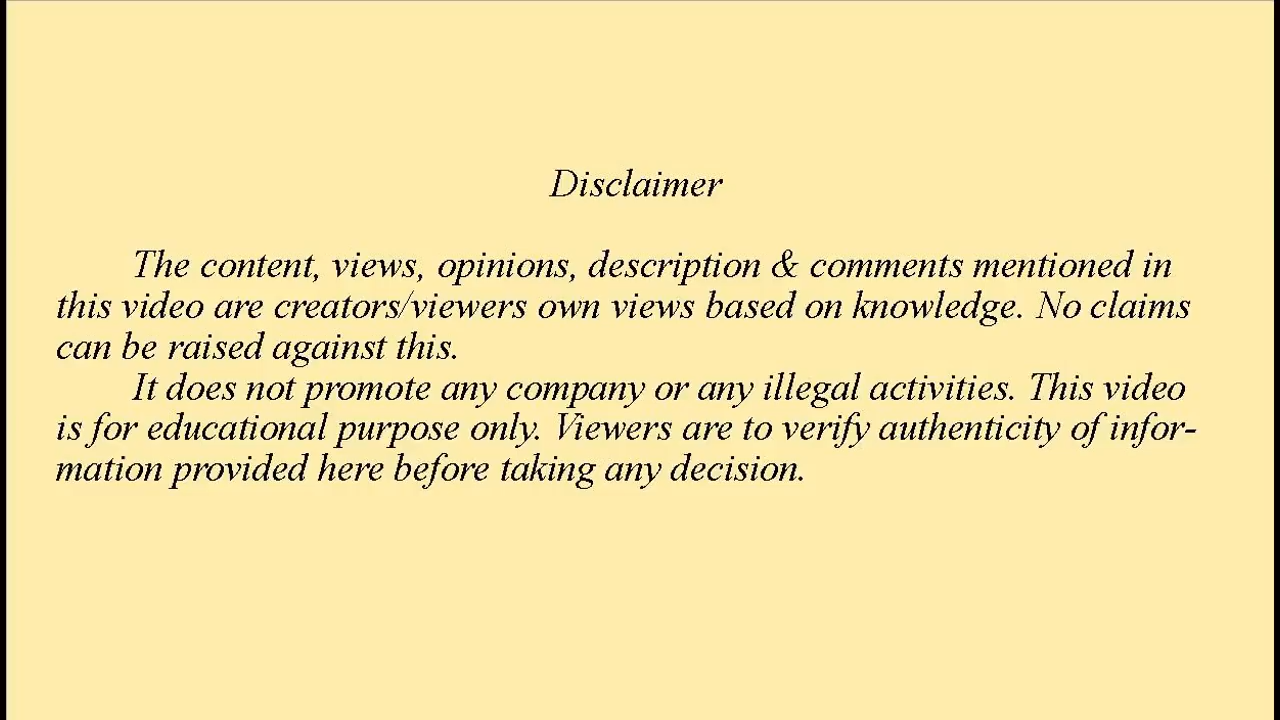 Disclaimer
The content, views, opinions, description & comments mentioned in
this video are creators/viewers own views based on knowledge. No claims
can be raised against this.
It does not promote any company or any illegal activities. This video
is for educational purpose only. Viewers are to verify authenticity of infor-
mation provided here before taking any decision.